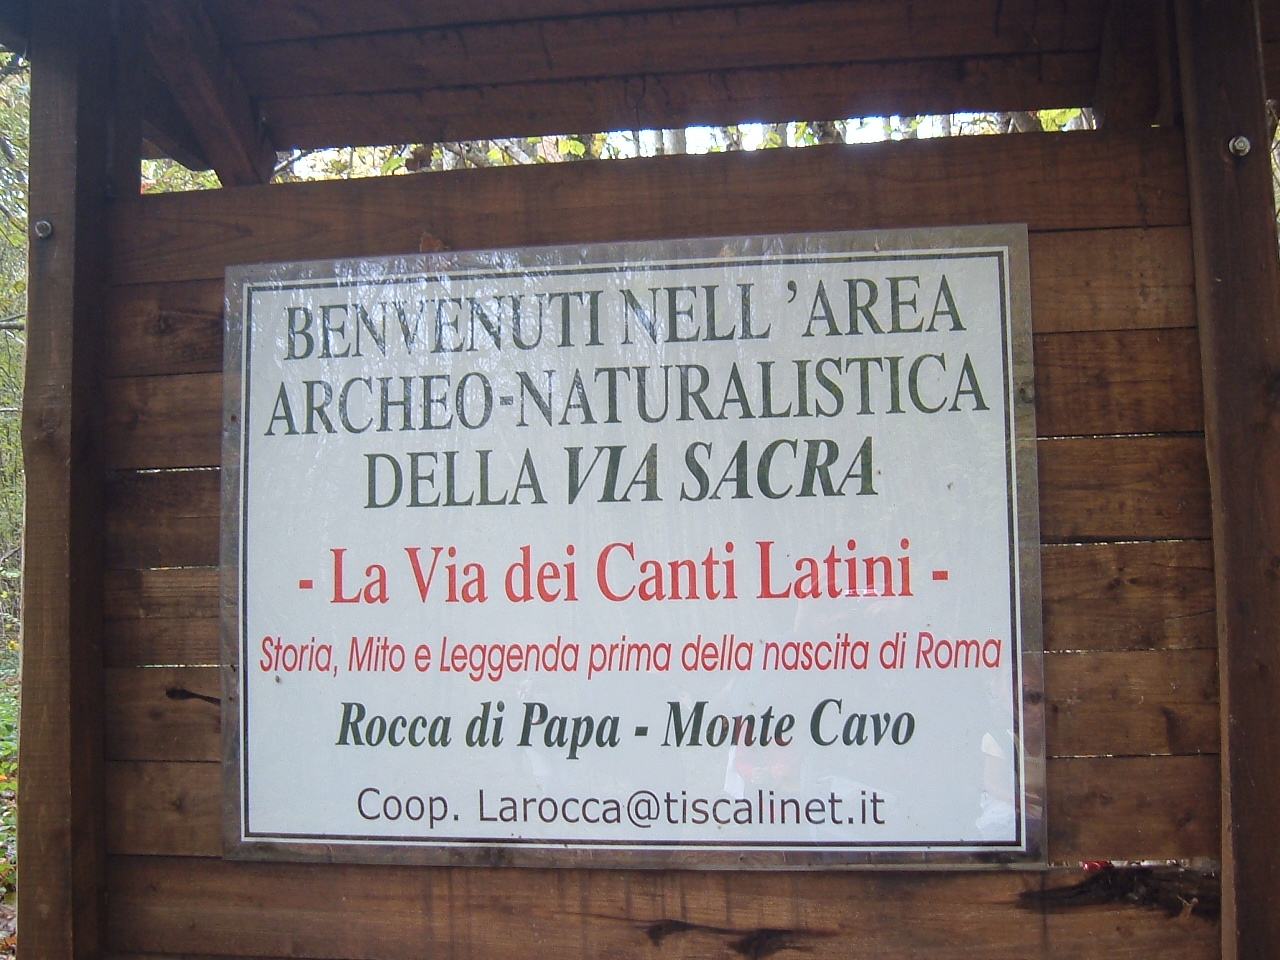 BENVENUTI NELL 'AREA
ARCHEO-NATURALISTICA
DELLA VIA SACRA
- La Via dei Canti Latini -
Storia, Mito e Leggenda prima della nascita di Roma
Rocca di Papa - Monte Cavo
Coop. Larocca@tiscalinet.it